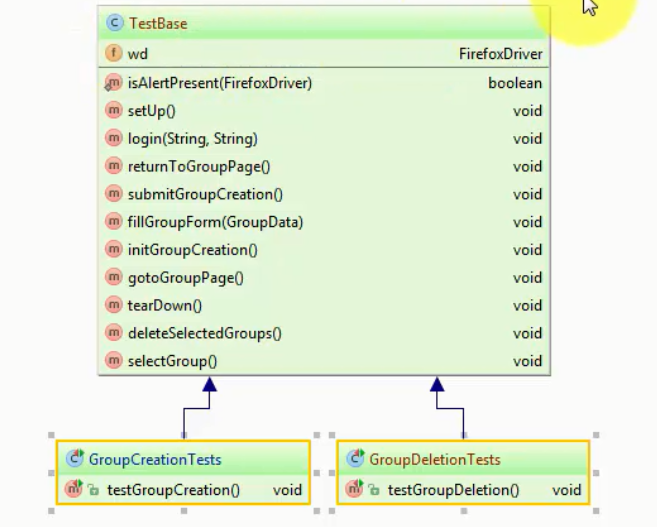 TestBase
wd FirefoxDriver
isAlertPresent(FirefoxDriver) boolean
setUp() void
login(String, String) void
returnToGroupPage() void
submitGroupCreation() void
fillGroupForm(GroupData) void
initGroupCreation() void
gotoGroupPage() void
tearDown() void
deleteSelectedGroups() void
selectGroup() void
GroupCreationTests
testGroupCreation() void
GroupDeletionTests
testGroupDeletion() void